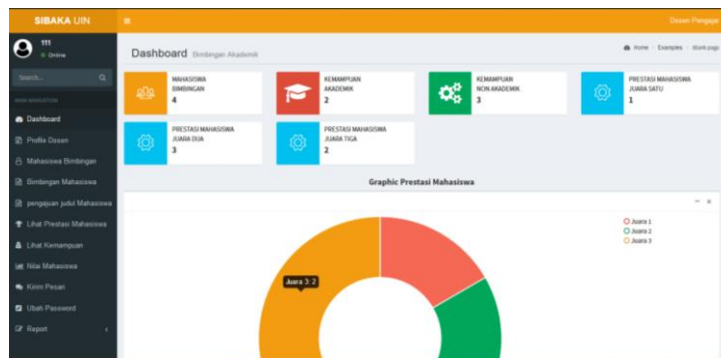 SIBAKA UIN
Dosen Pengajar
111
Online
Dashboard Bimbingan Akademik
Home Examples Blank page
Search...
MAIN NAVIGATION
Dashboard
Profile Dosen
Mahasiswa Bimbingan
Bimbingan Mahasiswa
pengajuan judul Mahasiswa
Lihat Prestasi Mahasiswa
Lihat Kemampuan
Nilai Mahasiswa
Kirim Pesan
Ubah Password
Report
MAHASISWA
BIMBINGAN
4
KEMAMPUAN
AKADEMIK
2
KEMAMPUAN
NON AKADEMIK
3
PRESTASI MAHASISWA
JUARA SATU
1
PRESTASI MAHASISWA
JUARA DUA
3
PRESTASI MAHASISWA
JUARA TIGA
2
Graphic Prestasi Mahasiswa
Juara 1
Juara 2
Juara 3
Juara 3: 2